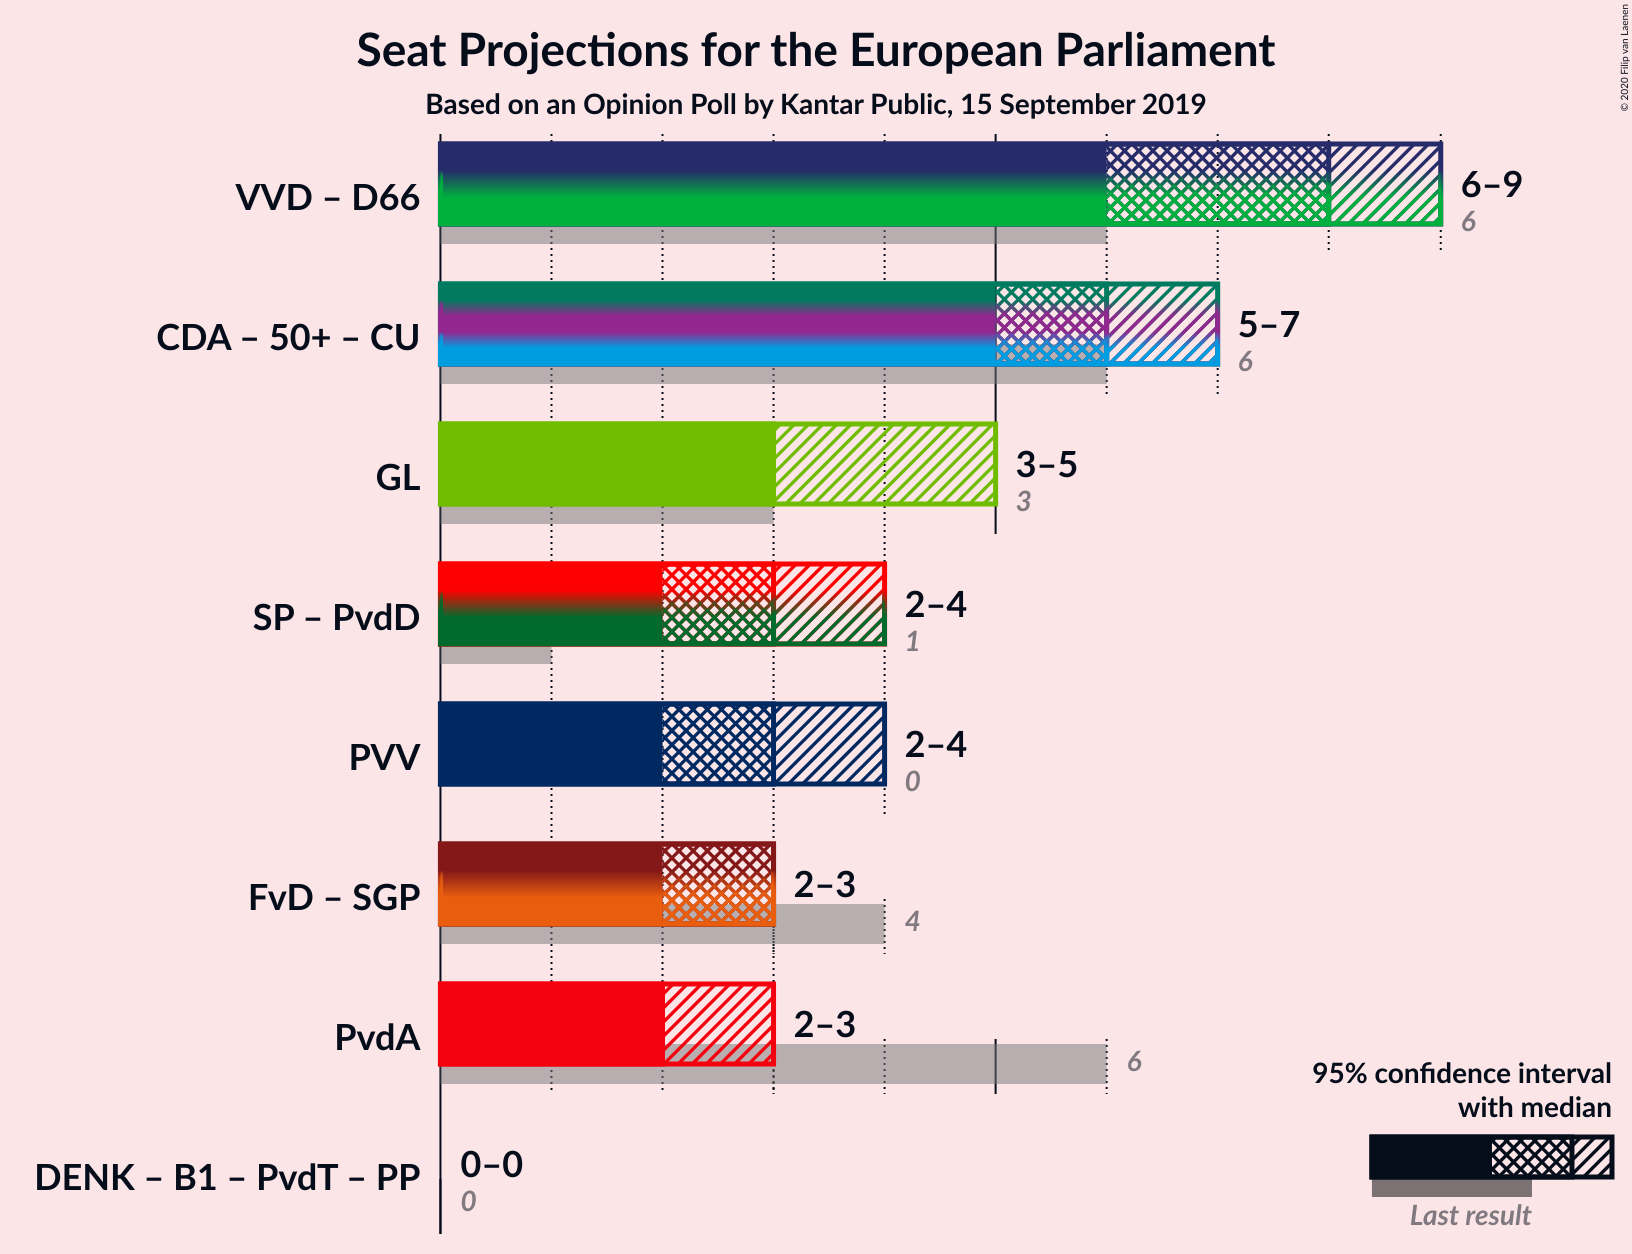 Seat Projections for the European Parliament
Based on an Opinion Poll by Kantar Public, 15 September 2019
© 2020 Filip van Laenen
VVD – D66
6–9
6
CDA – 50+ – CU
5–7
6
GL
3–5
3
SP – PvdD
2–4
1
PVV
2–4
0
FvD – SGP
2–3
4
PvdA
2–3
6
DENK – B1 – PvdT – PP
0–0
0
95% confidence interval
with median
Last result